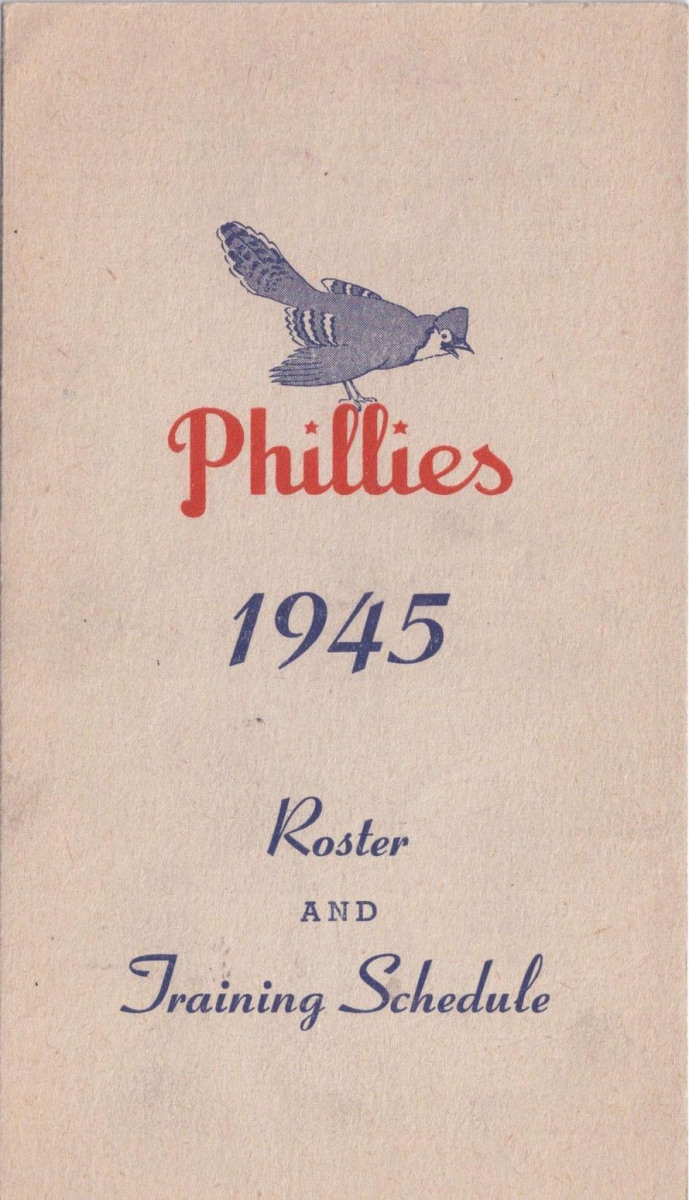 Phillies
1945
Roster
AND
Training Schedule